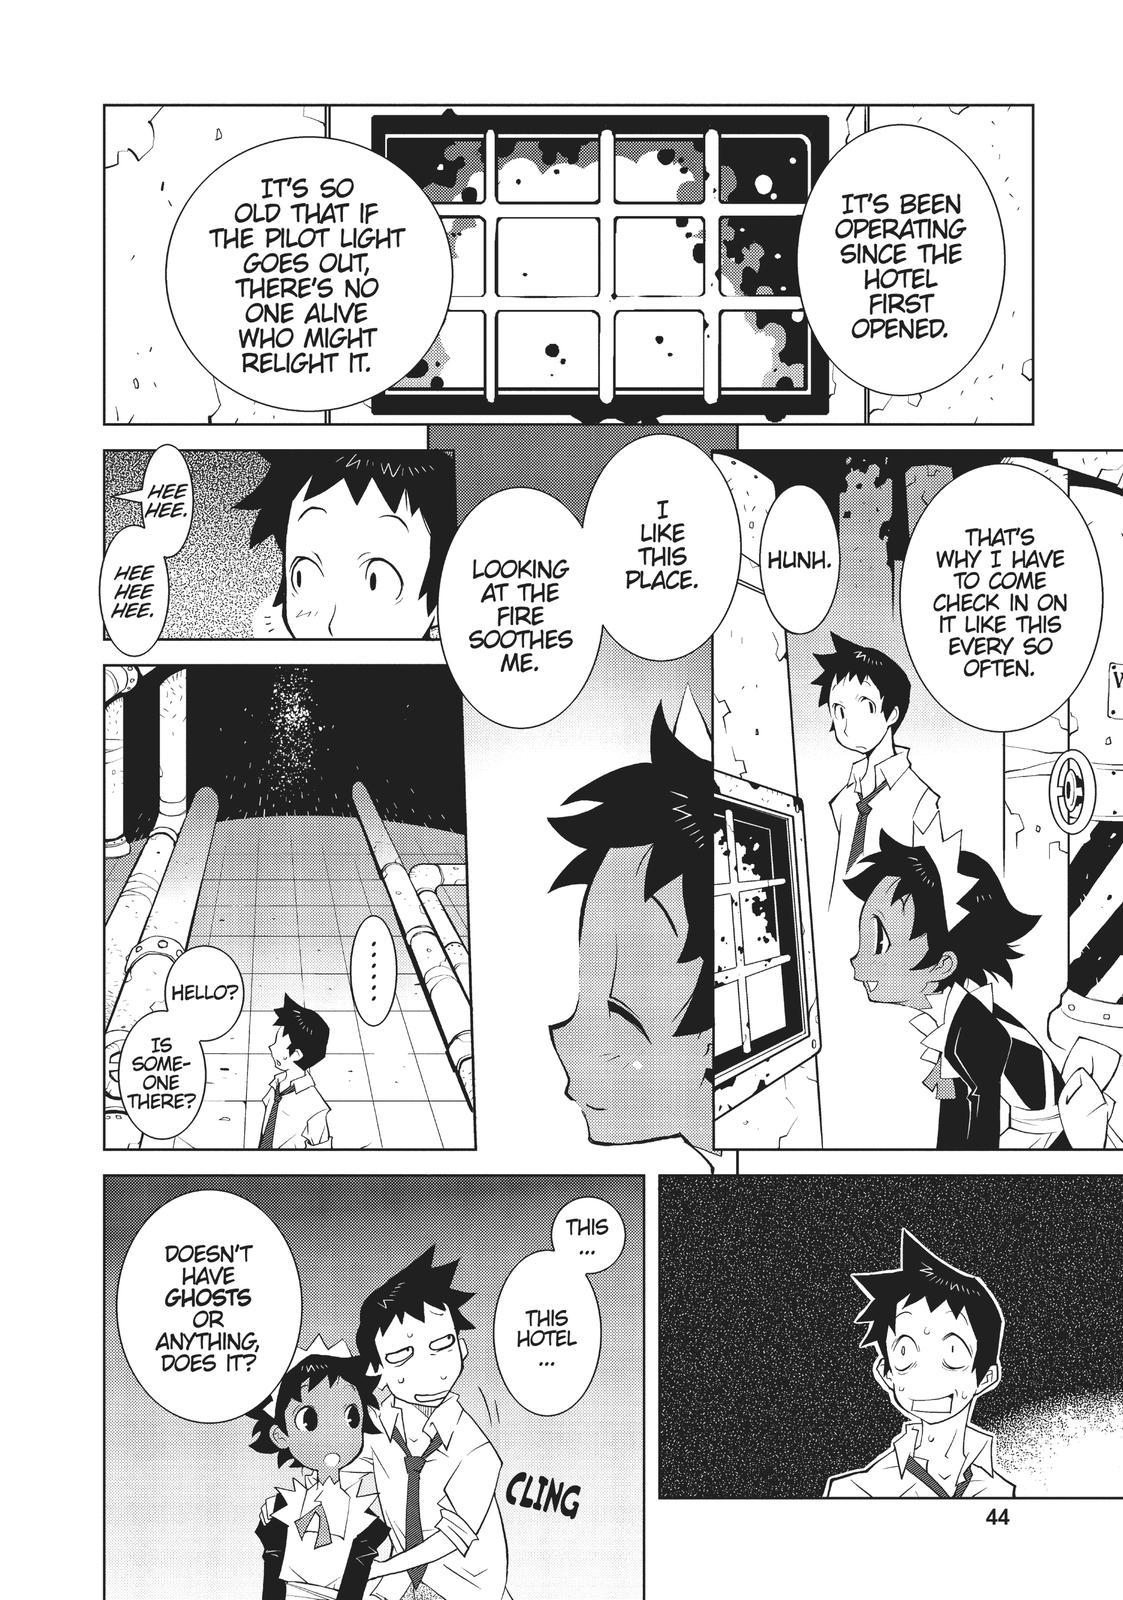 IT'S BEEN
OPERATING
SINCE THE
HOTEL
FIRST
OPENED.
IT'S SO
OLD THAT IF
THE PILOT LIGHT
GOES OUT,
THERE'S NO
ONE ALIVE
WHO MIGHT
RELIGHT IT.
THAT'S
WHY I HAVE
TO COME
CHECK IN ON
IT LIKE THIS
EVERY SO
OFTEN.
HUNH.
W
I
LIKE
THIS
PLACE.
LOOKING
AT THE
FIRE
SOOTHES
ME.
HEE
HEE.
HEE
HEE
HEE.
......
HELLO?
IS
SOME-
ONE
THERE?
THIS
...
THIS
HOTEL
...
DOESN'T
HAVE
GHOSTS
OR
ANYTHING,
DOES IT?
CLING
44